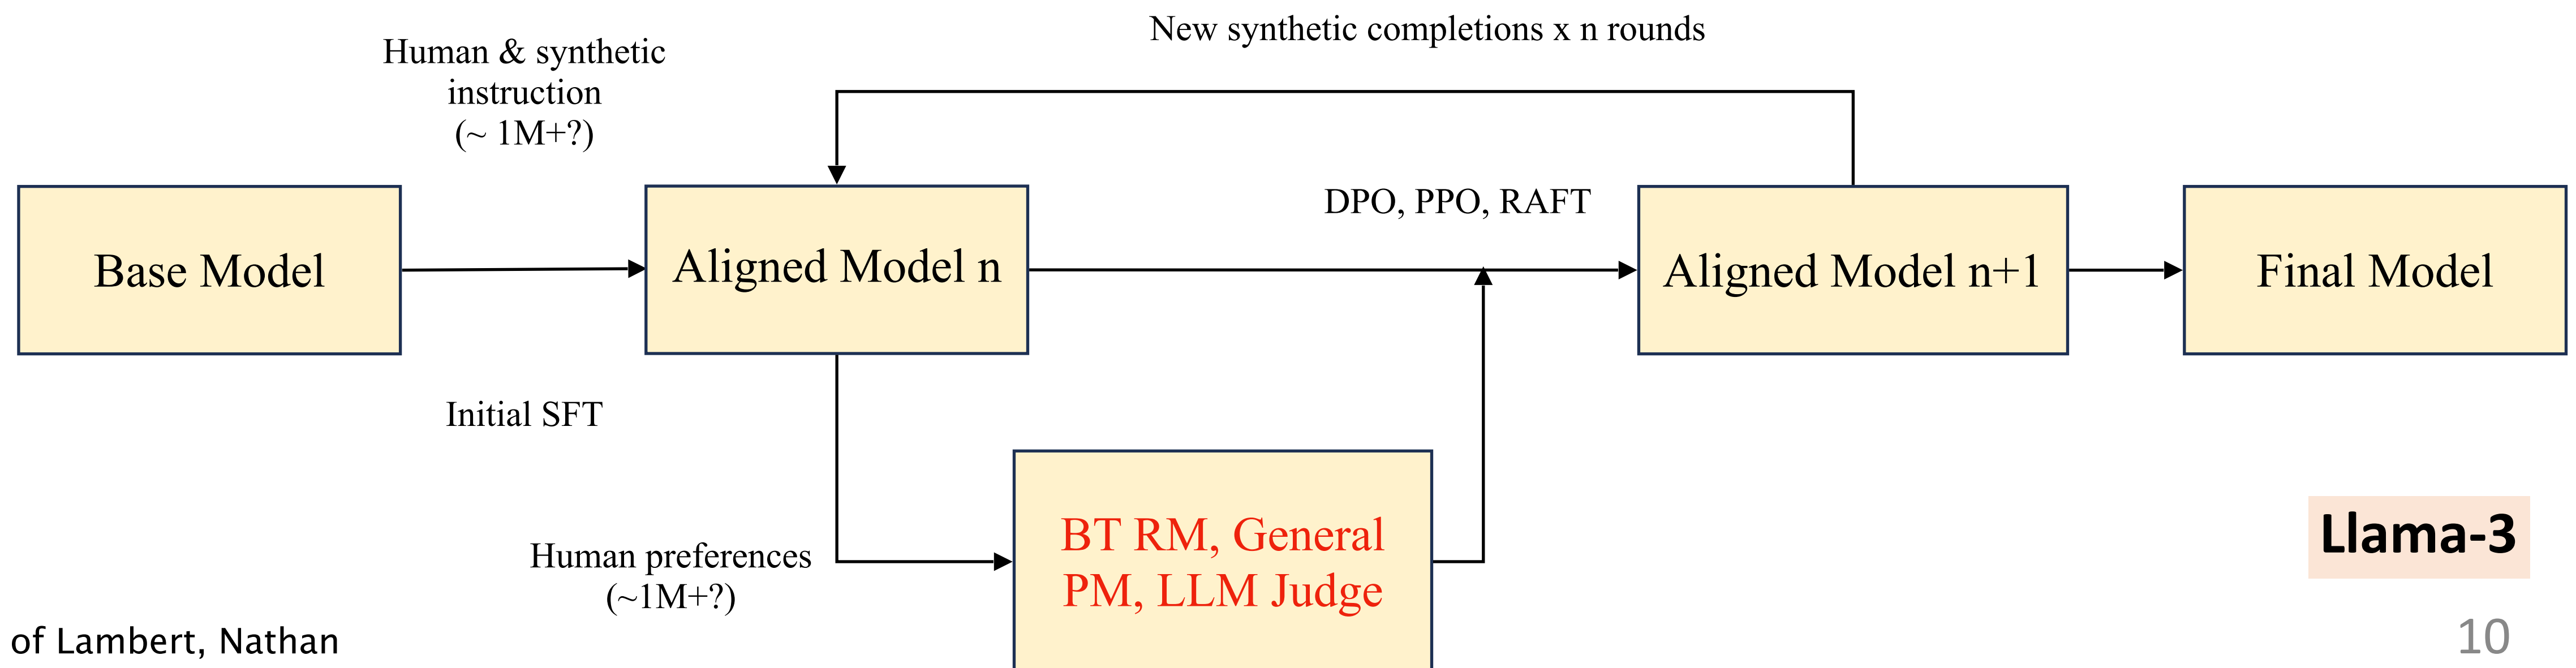 New synthetic completions x n rounds
Human & synthetic
instruction
(~ 1M+?)
DPO, PPO, RAFT
Base Model
Aligned Model n
Aligned Model n+1
Final Model
Initial SFT
Human preferences
(~1M+?)
BT RM, General
PM, LLM Judge
Llama-3
of Lambert, Nathan
10